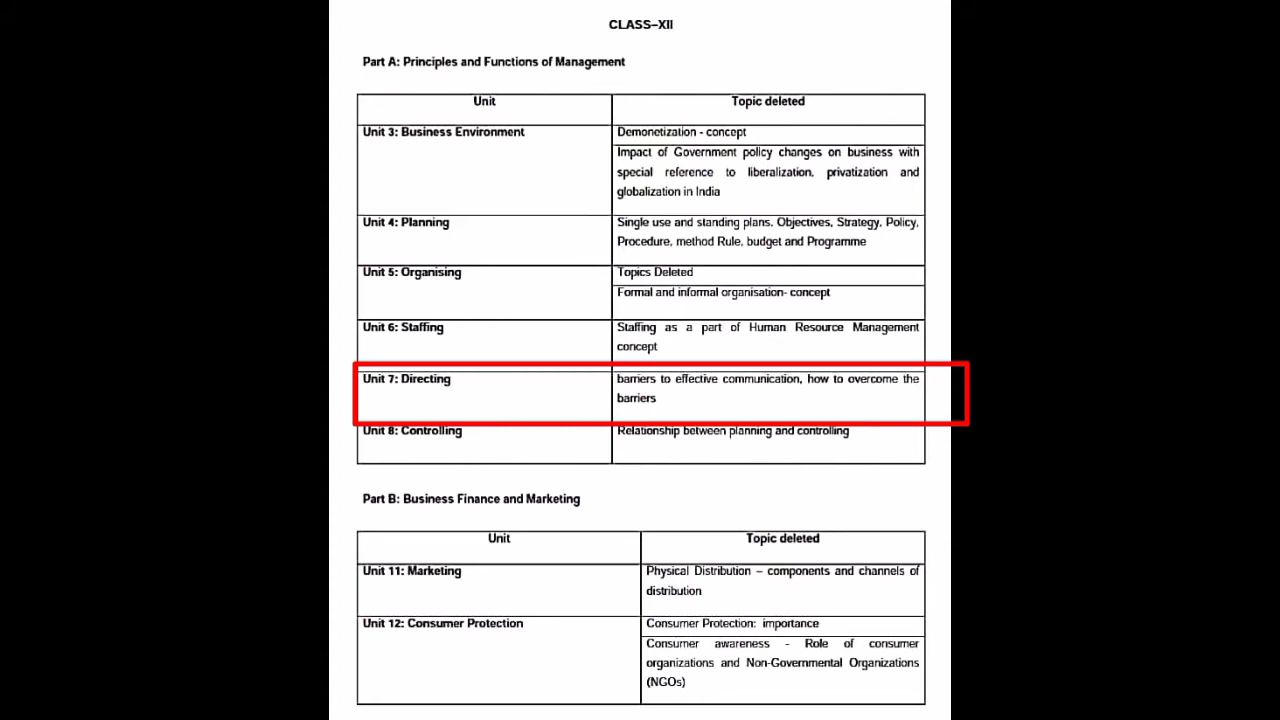 CLASS–XII
Part A: Principles and Functions of Management
Unit
Topic deleted
Unit 3: Business Environment
Demonetization - concept
Impact of Government policy changes on business with
special reference to liberalization, privatization and
globalization in India
Unit 4: Planning
Single use and standing plans. Objectives, Strategy, Policy,
Procedure, method Rule, budget and Programme
Unit 5: Organising
Topics Deleted
Formal and informal organisation- concept
Unit 6: Staffing
Staffing as a part of Human Resource Management
concept
Unit 7: Directing
barriers to effective communication, how to overcome the
barriers
Unit 8: Controlling
Relationship between planning and controlling
Part B: Business Finance and Marketing
Unit
Topic deleted
Unit 11: Marketing
Physical Distribution – components and channels of
distribution
Unit 12: Consumer Protection
Consumer Protection: importance
Consumer awareness - Role of consumer
organizations and Non-Governmental Organizations
(NGOs)